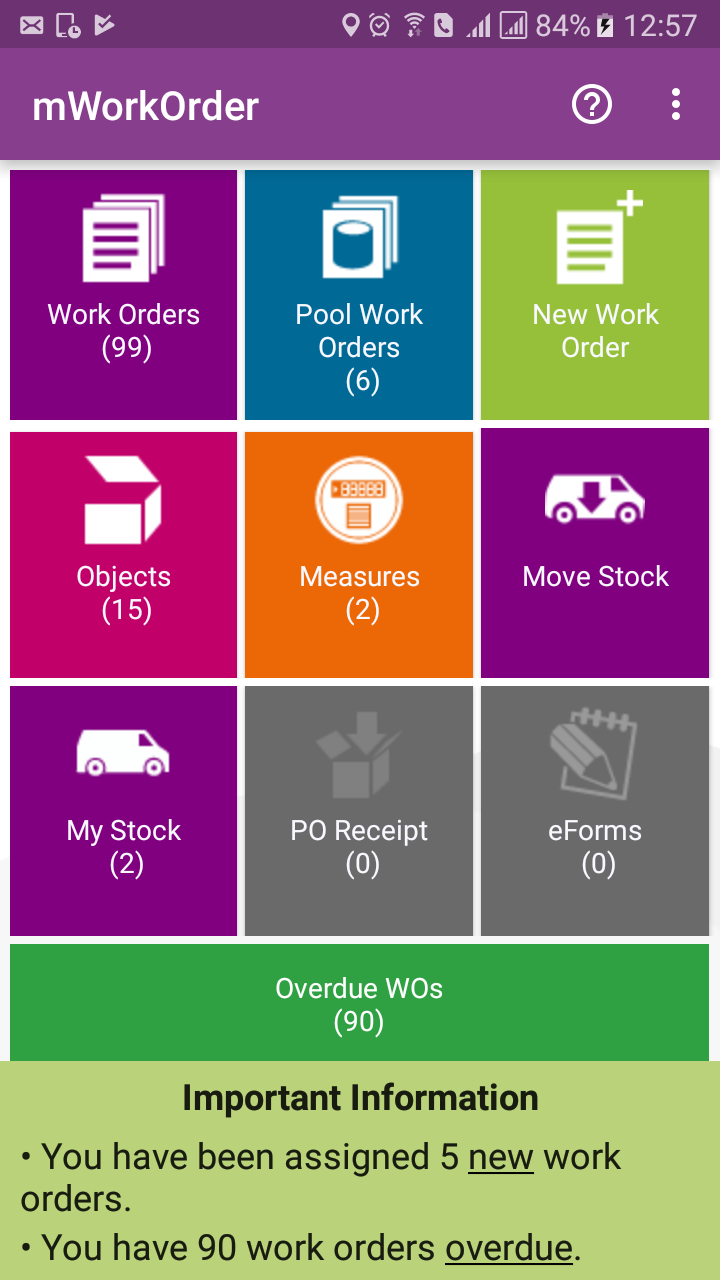 84% 12:57
mWorkOrder
Work Orders
(99)
Pool Work
Orders
(6)
New Work
Order
Objects
(15)
Measures
(2)
Move Stock
My Stock
(2)
PO Receipt
(0)
eForms
(0)
Overdue WOs
(90)
Important Information
• You have been assigned 5 new work
orders.
• You have 90 work orders overdue.